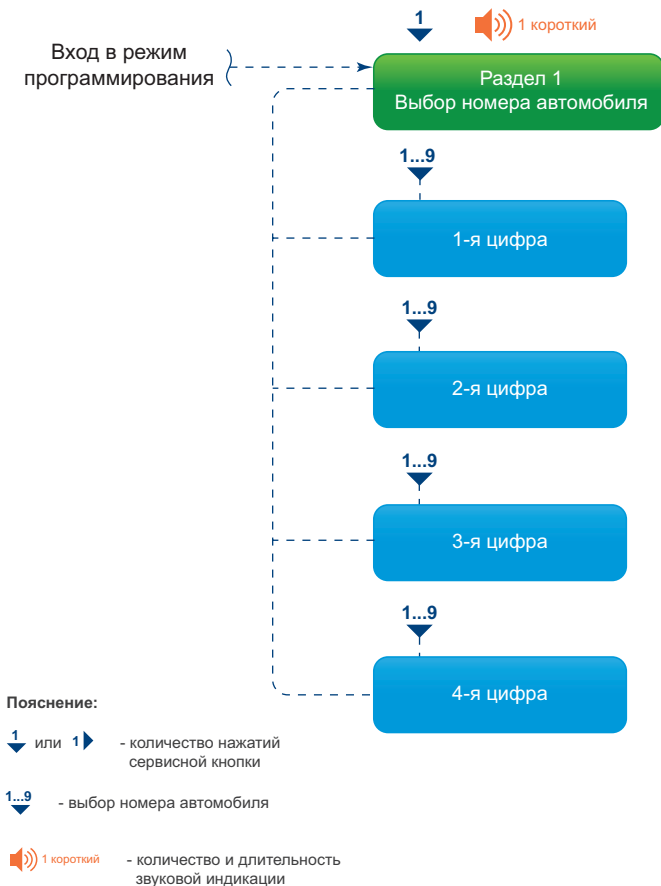 1
1 короткий
Вход в режим
программирования
Раздел 1
Выбор номера автомобиля
1...9
1-я цифра
1...9
2-я цифра
1...9
3-я цифра
1...9
4-я цифра
Пояснение:
1 или 1 - количество нажатий
сервисной кнопки
1...9 - выбор номера автомобиля
1 короткий - количество и длительность
звуковой индикации